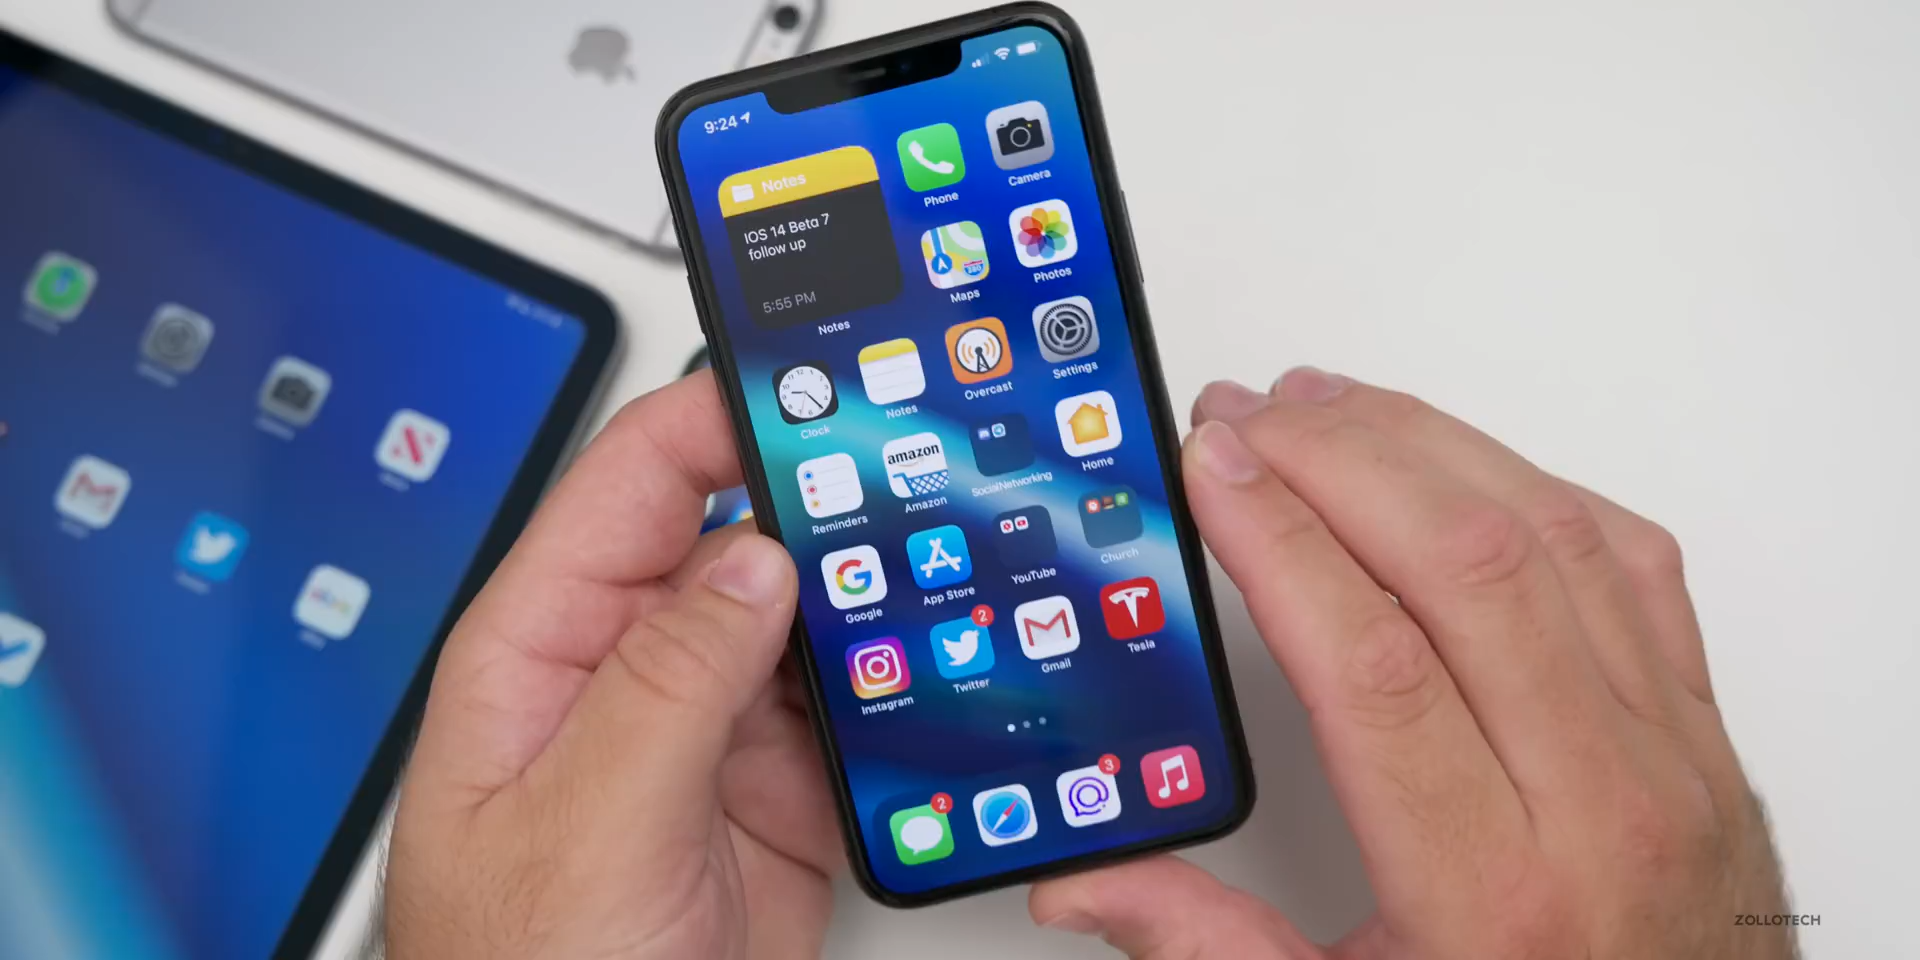 9:24
Notes
IOS 14 Beta 7
follow up
5:55 PM
Notes
Phone
Camera
Maps
Photos
Clock
Notes
Overcast
Settings
Reminders
amazon
Amazon
SocialNetworking
Home
Google
App Store
YouTube
Church
Instagram
2
Twitter
Gmail
Tesla
2
3
ZOLLOTECH